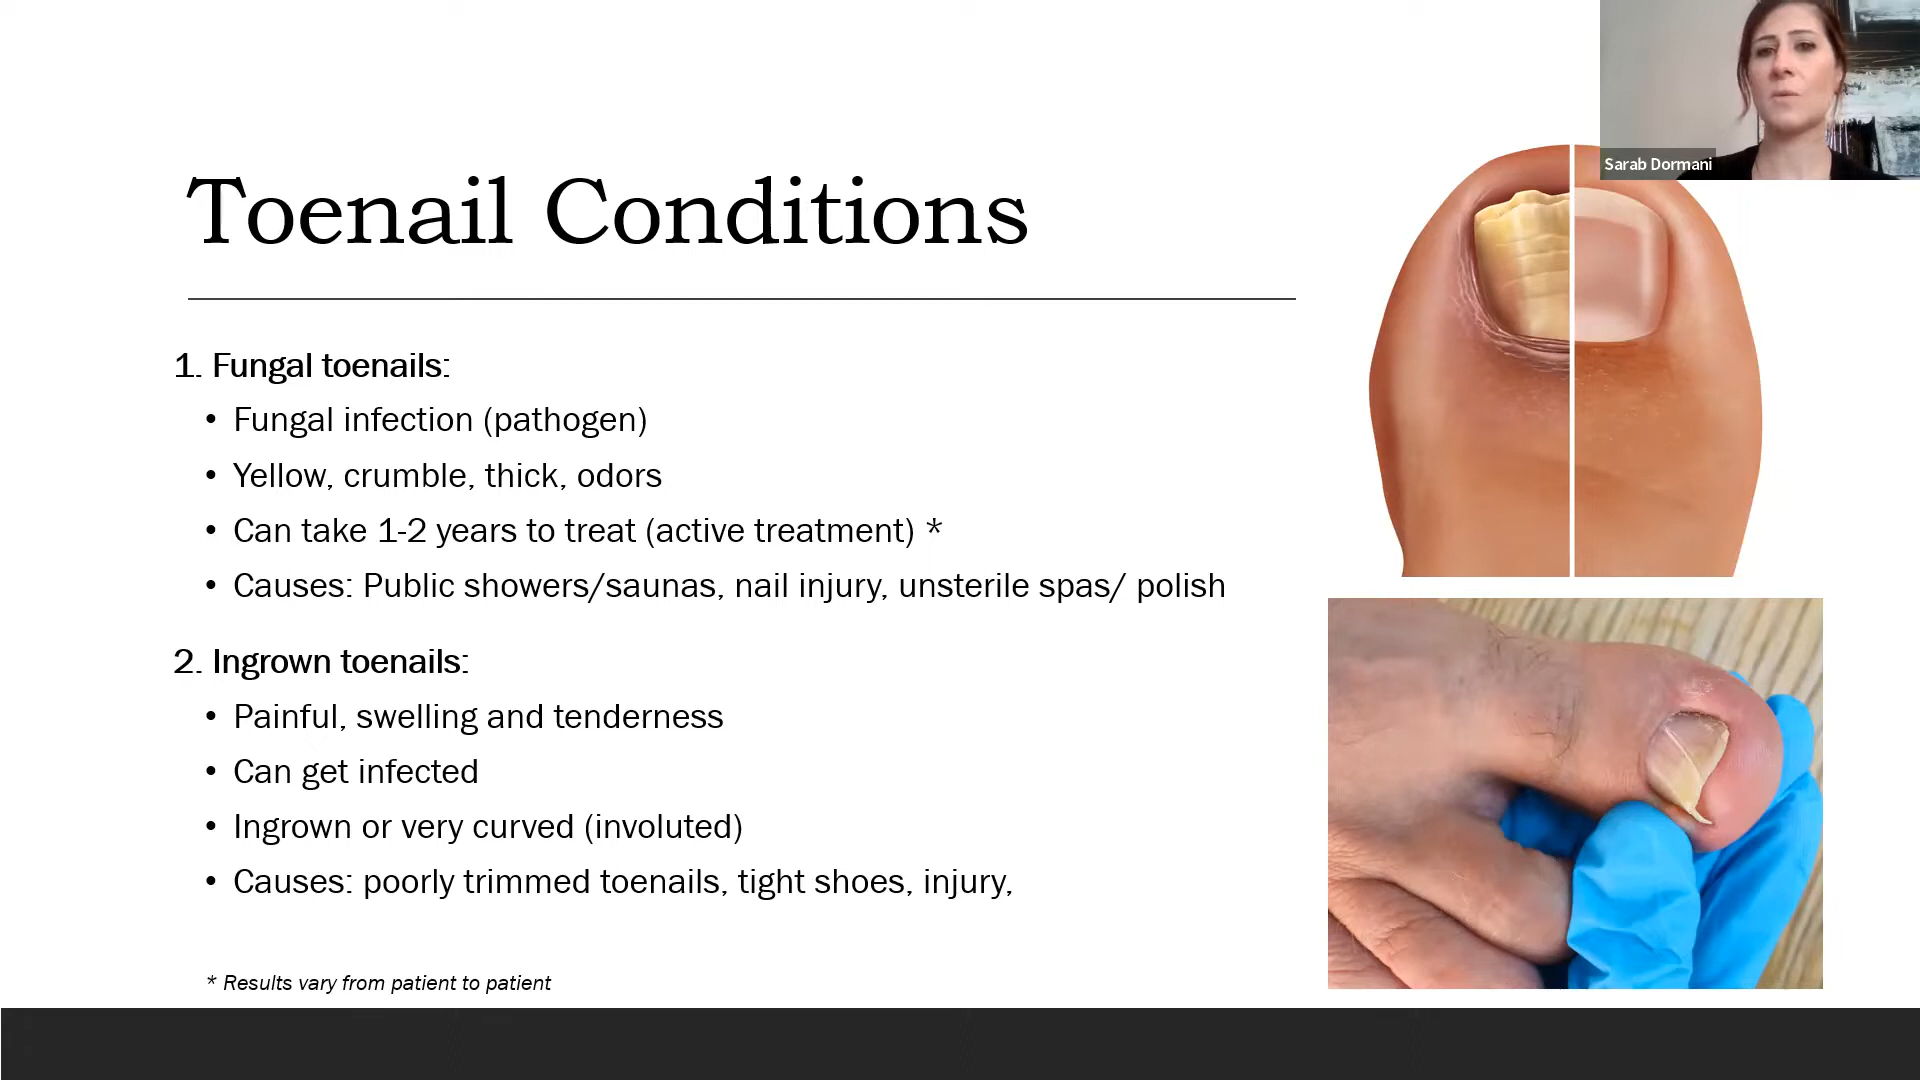 Sarab Dormani
Toenail Conditions
1. Fungal toenails:
• Fungal infection (pathogen)
• Yellow, crumble, thick, odors
• Can take 1-2 years to treat (active treatment) *
• Causes: Public showers/saunas, nail injury, unsterile spas/ polish
2. Ingrown toenails:
• Painful, swelling and tenderness
• Can get infected
• Ingrown or very curved (involuted)
• Causes: poorly trimmed toenails, tight shoes, injury,
* Results vary from patient to patient